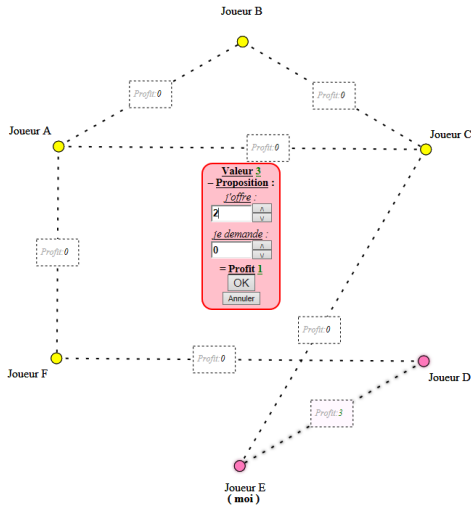 Joueur B
Profit:0
Profit:0
Joueur A
Joueur C
Profit:0
Valeur 3
– Proposition :
j'offre :
2
je demande :
0
= Profit 1
OK
Annuler
Profit:0
Profit:0
Profit:0
Joueur F
Joueur D
Profit:3
Joueur E
( moi )